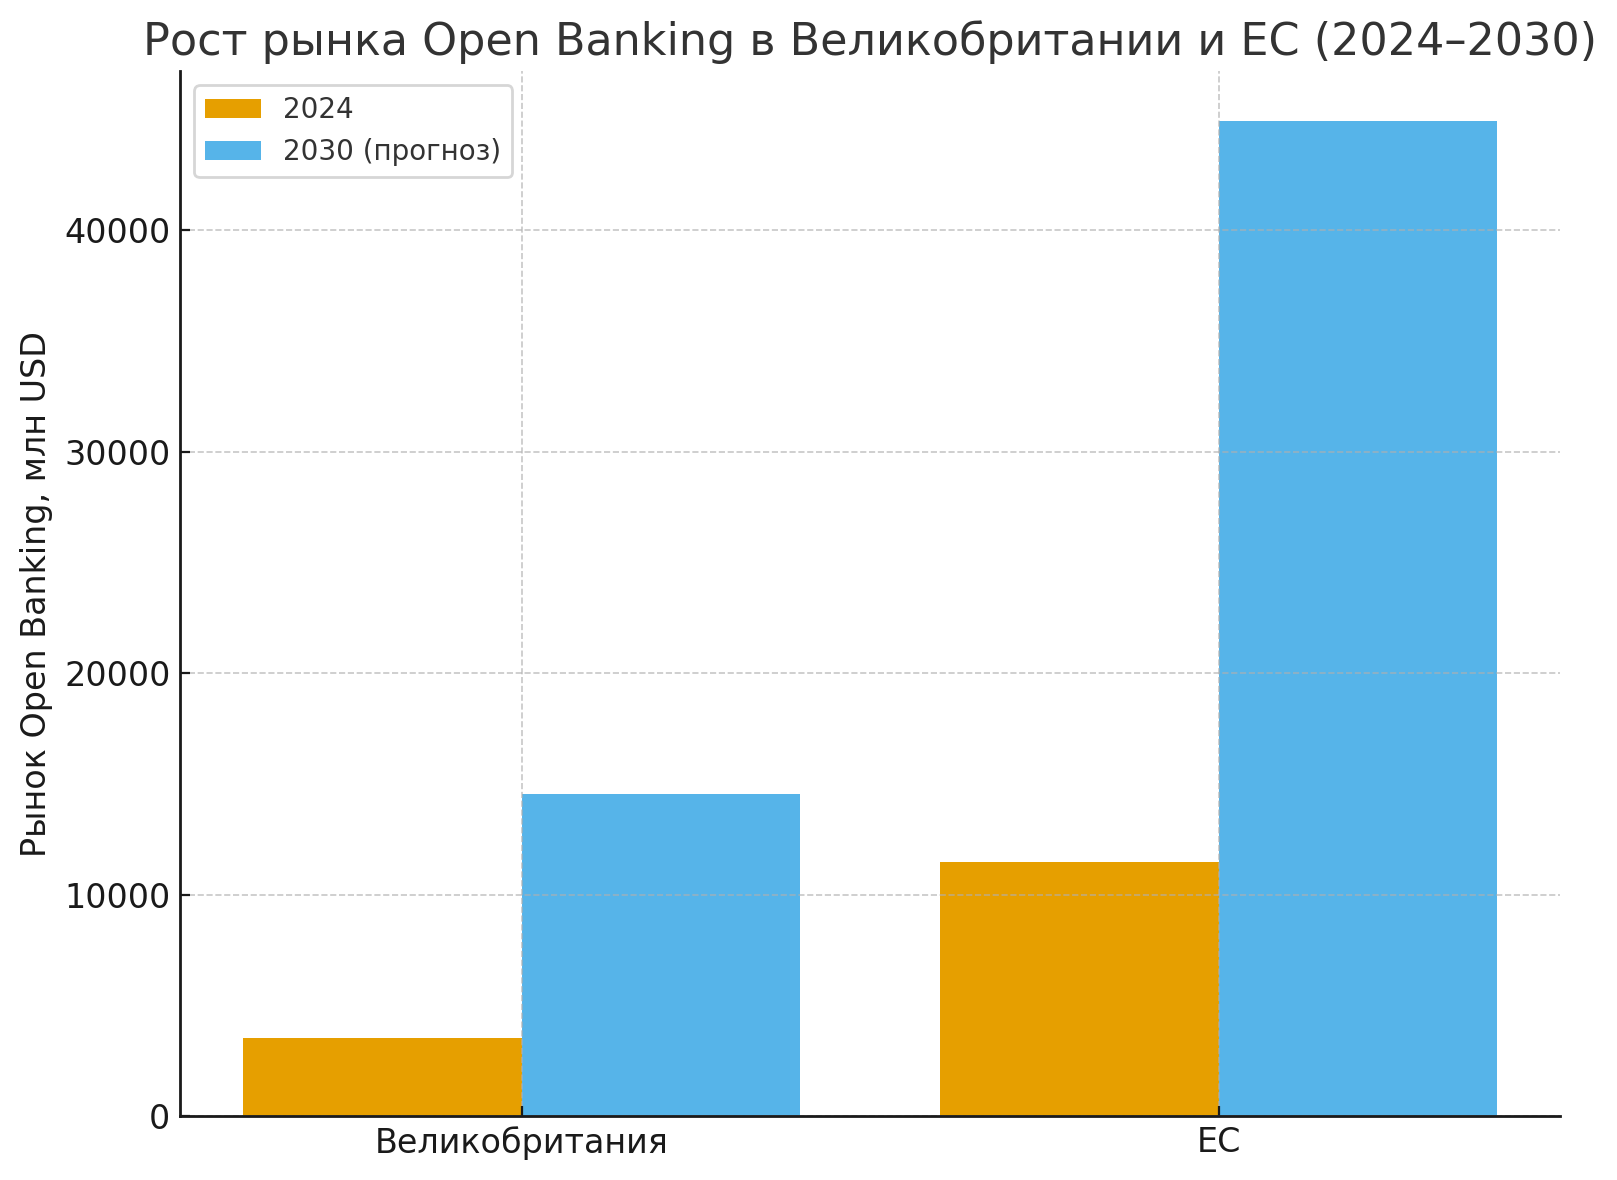 Рост рынка Open Banking в Великобритании и ЕС (2024–2030)
2024
2030 (прогноз)
Рынок Open Banking, млн USD
40000
30000
20000
10000
0
Великобритания
ЕС